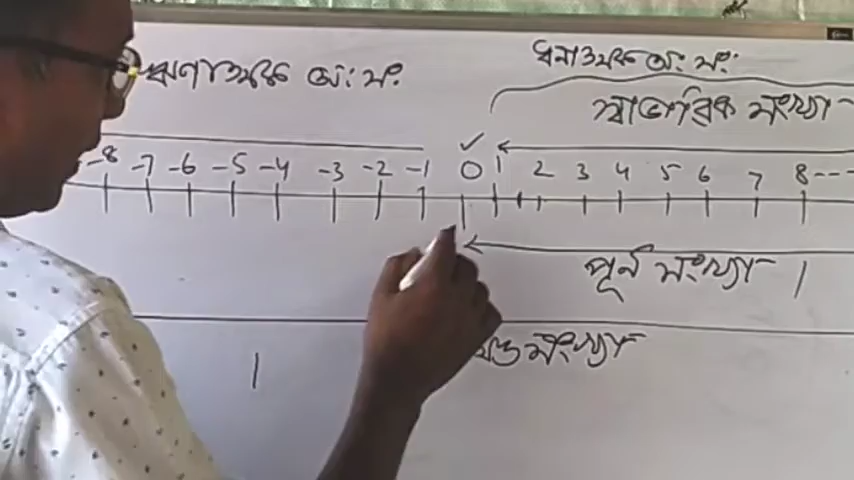 ধনাত্মক অঃ সং
ঋণাত্মক অঃ সং
স্বাভাৱিক সংখ্যা
-8 -7 -6 -5 -4 -3 -2 -1 0 1 2 3 4 5 6 7 8 ---
পূৰ্ণ সংখ্যা |
খণ্ড সংখ্যা
|